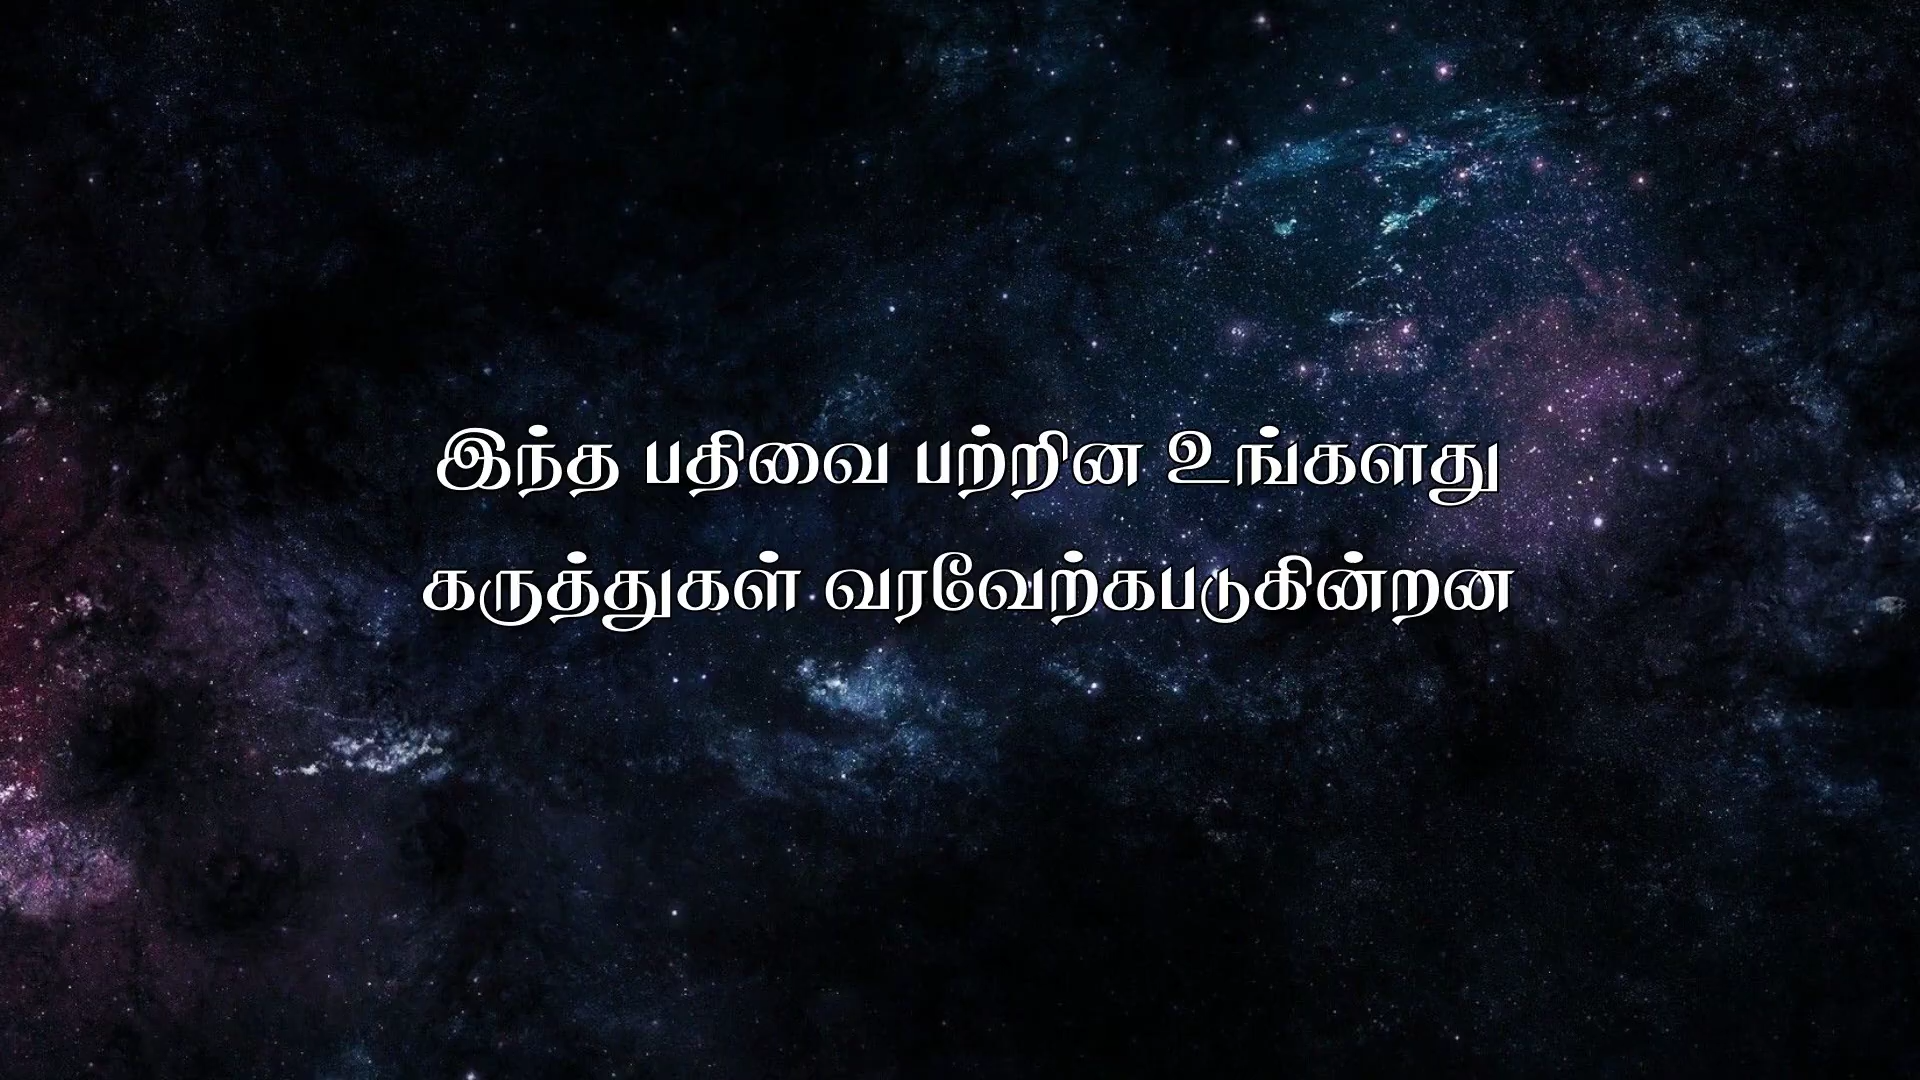 இந்த பதிவை பற்றின உங்களது
கருத்துகள் வரவேற்கபடுகின்றன